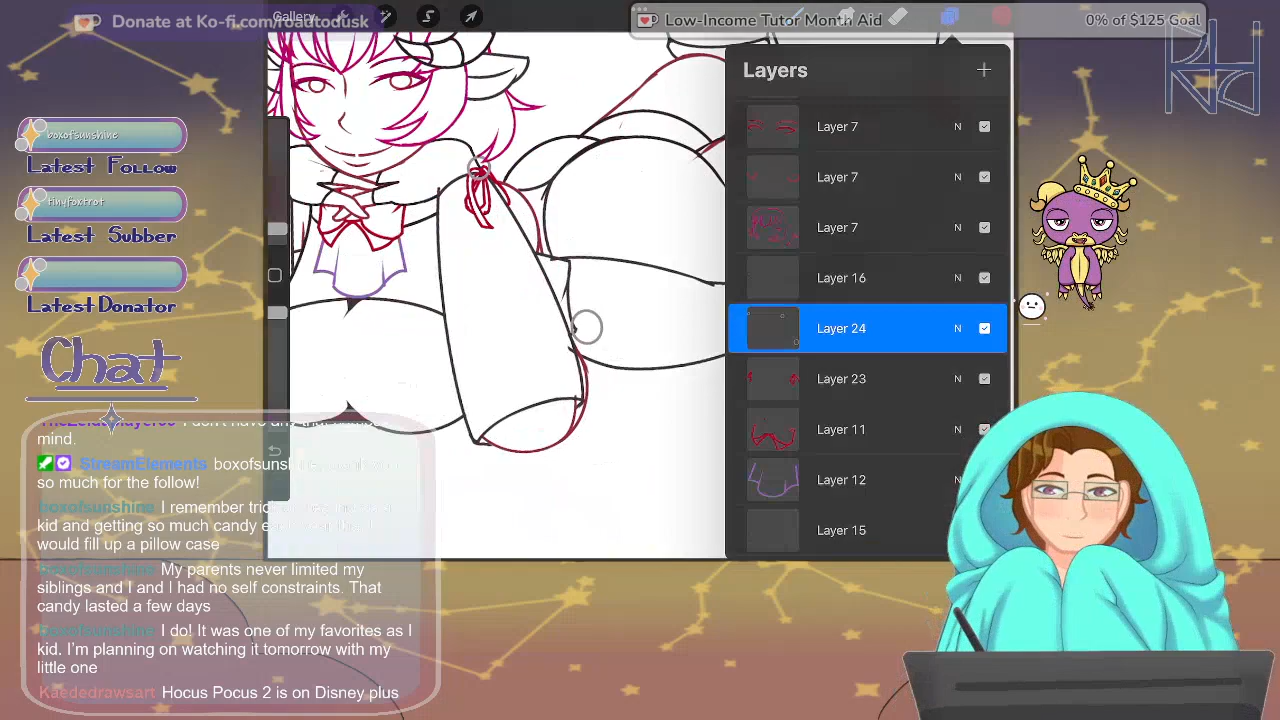 Donate at Ko-fi.com/roadtodusk
Gallery
Low-Income Tutor Month Aid
0% of $125 Goal
boxofsunshine
Latest Follow
tinyfoxtrot
Latest Subber
Latest Donator
Chat
mind.
StreamElements boxofsunshine
so much for the follow!
boxofsunshine I remember
kid and getting so much candy
would fill up a pillow case
boxofsunshine My parents never limited my
siblings and I and I had no self constraints. That
candy lasted a few days
boxofsunshine I do! It was one of my favorites as I
kid. I'm planning on watching it tomorrow with my
little one
Kaededrawsart Hocus Pocus 2 is on Disney plus
Layers
Layer 7 N
Layer 7 N
Layer 7 N
Layer 16 N
Layer 24 N
Layer 23 N
Layer 11 N
Layer 12 N
Layer 15